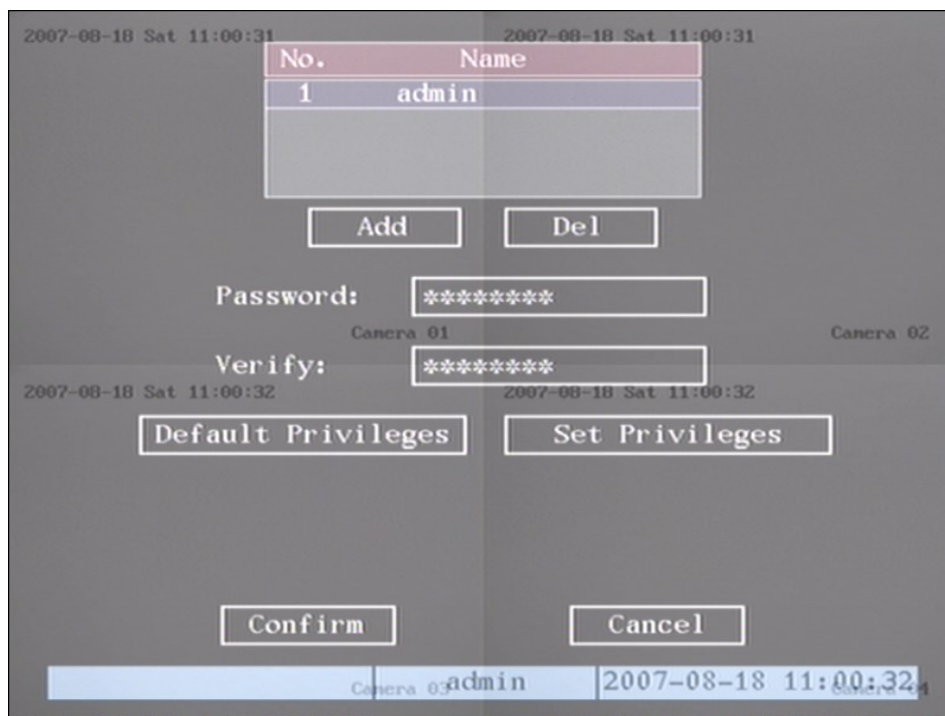 2007-08-18 Sat 11:00:31
2007-08-18 Sat 11:00:31
No. Name
1 admin
Add Del
Password: ********
Camera 01 Camera 02
Verify: ********
2007-08-18 Sat 11:00:32
2007-08-18 Sat 11:00:32
Default Privileges Set Privileges
Confirm Cancel
admin 2007-08-18 11:00:32
Camera 03 Camera 04